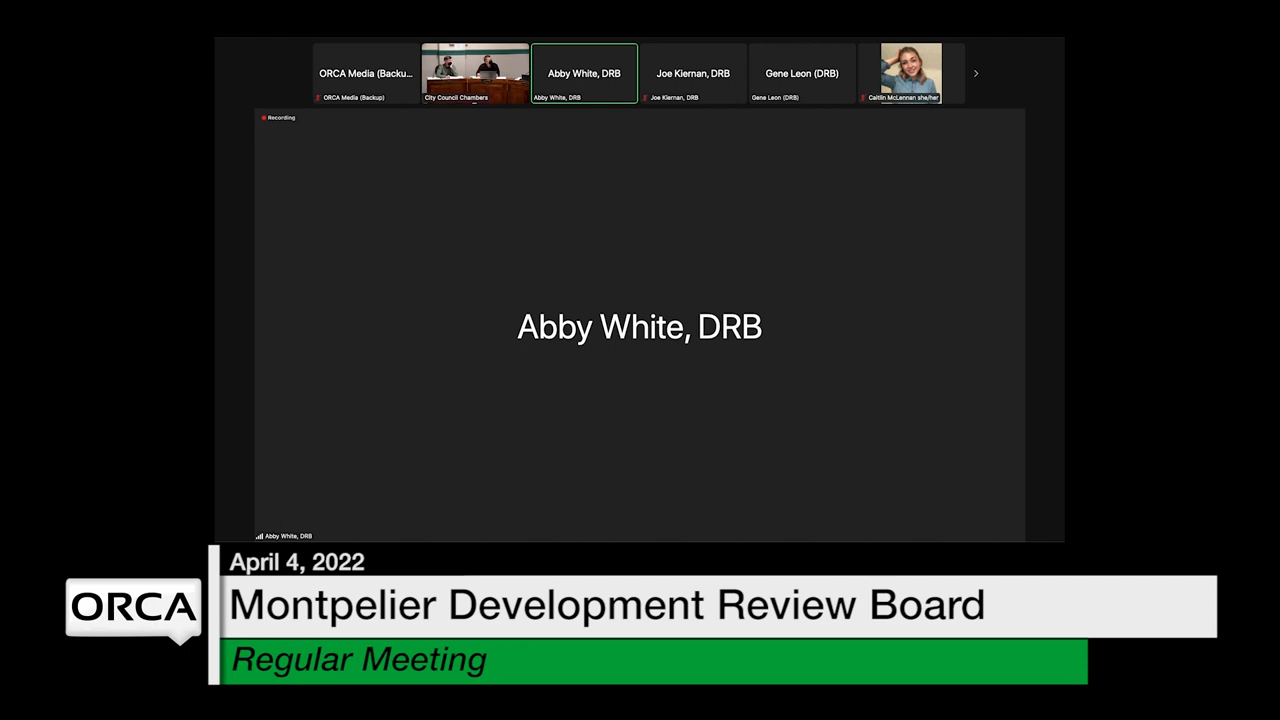 ORCA Media (Backu...
Abby White, DRB
Joe Kiernan, DRB
Gene Leon (DRB)
ORCA Media (Backup)
City Council Chambers
Abby White, DRB
Joe Kiernan, DRB
Gene Leon (DRB)
Caitlin McLennan she/her
Recording
Abby White, DRB
Abby White, DRB
April 4, 2022
ORCA
Montpelier Development Review Board
Regular Meeting